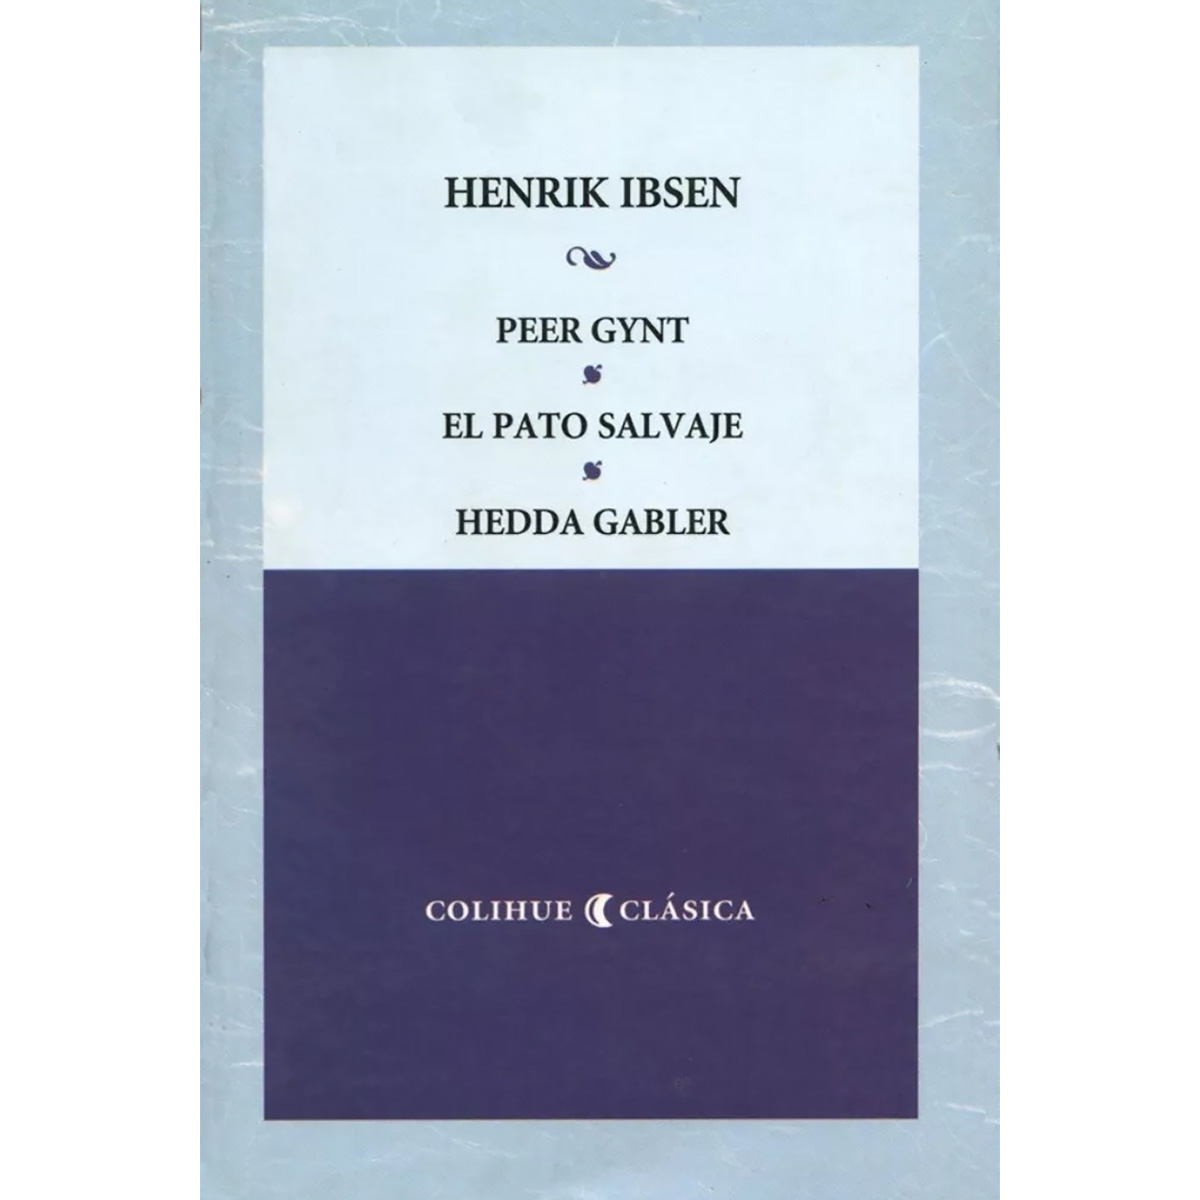 HENRIK IBSEN
PEER GYNT
EL PATO SALVAJE
HEDDA GABLER
COLIHUE CLÁSICA